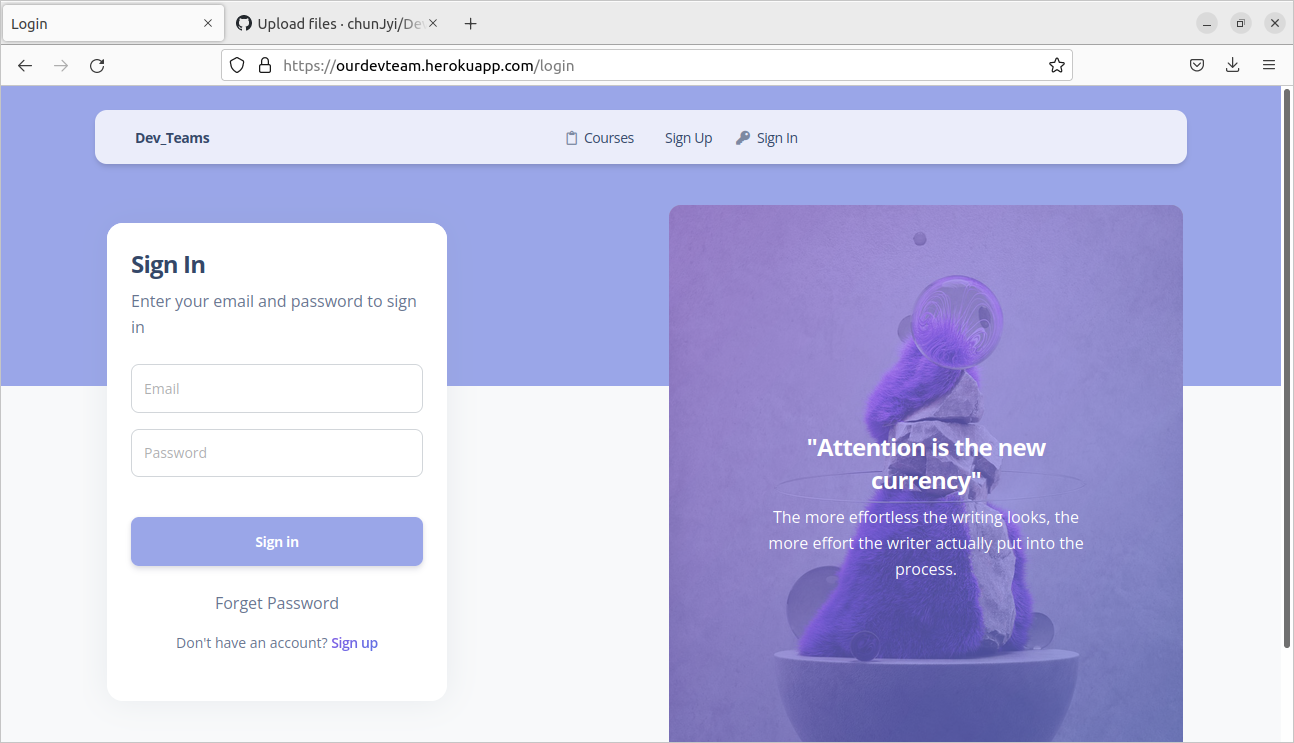 Login
Upload files · chunJyi/De
https://ourdevteam.herokuapp.com/login
Dev_Teams
Courses
Sign Up
Sign In
Sign In
Enter your email and password to sign
in
Email
Password
Sign in
Forget Password
Don't have an account? Sign up
"Attention is the new
currency"
The more effortless the writing looks, the
more effort the writer actually put into the
process.